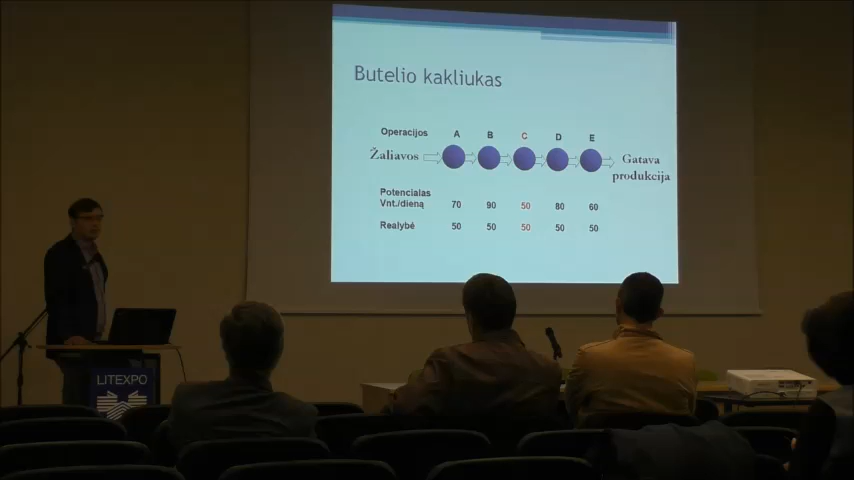 Butelio kakliukas
Operacijos A B C D E
Žaliavos
Gatava
produkcija
Potencialas
Vnt./dieną 70 90 50 80 60
Realybė 50 50 50 50 50
LITEXPO